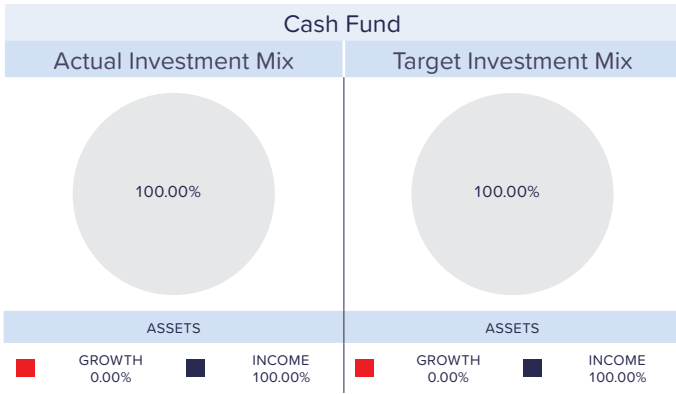 Cash Fund
Actual Investment Mix
Target Investment Mix
100.00%
100.00%
ASSETS
ASSETS
GROWTH
0.00%
INCOME
100.00%
GROWTH
0.00%
INCOME
100.00%